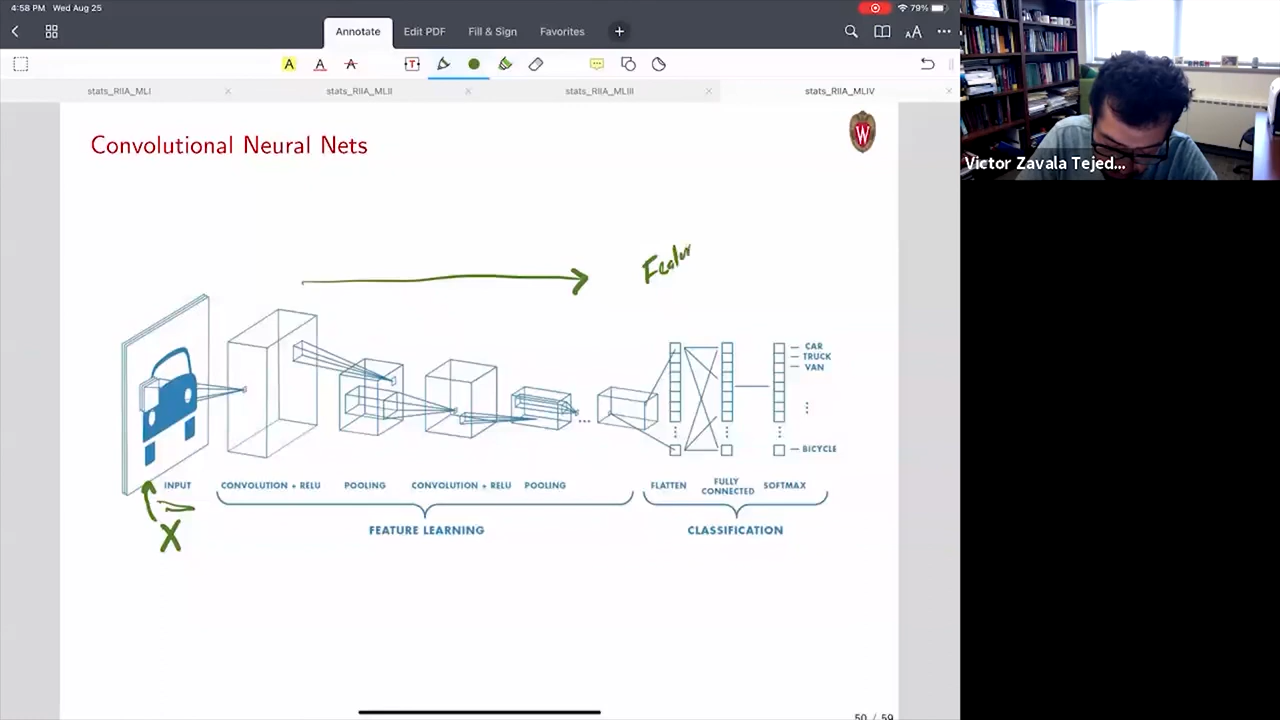 4:58 PM Wed Aug 25
79%
Annotate
Edit PDF
Fill & Sign
Favorites
stats_RIIA_MLI
stats_RIIA_MLII
stats_RIIA_MLIII
stats_RIIA_MLIV
Convolutional Neural Nets
W
Victor Zavala Tejed...
CAR
TRUCK
VAN
BICYCLE
INPUT
CONVOLUTION + RELU
POOLING
CONVOLUTION + RELU
POOLING
FLATTEN
FULLY
CONNECTED
SOFTMAX
FEATURE LEARNING
CLASSIFICATION
X
50 / 59